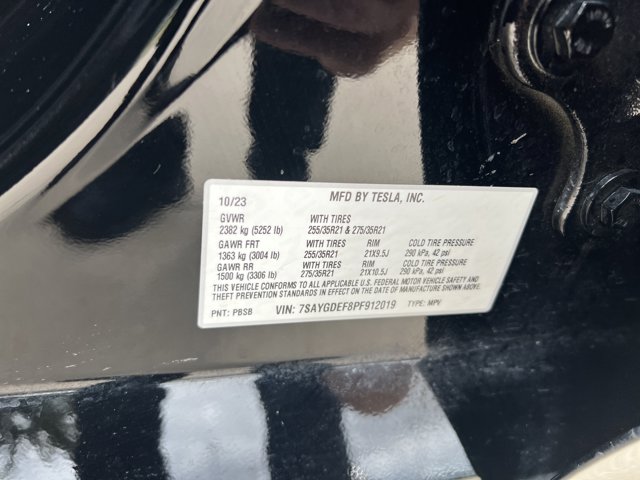 10/23 MFD BY TESLA, INC.
GVWR WITH TIRES
2382 kg (5252 lb) 255/35R21 & 275/35R21
GAWR FRT WITH TIRES RIM COLD TIRE PRESSURE
1363 kg (3004 lb) 255/35R21 21X9.5J 290 kPa, 42 psi
GAWR RR WITH TIRES RIM COLD TIRE PRESSURE
1500 kg (3306 lb) 275/35R21 21X10.5J 290 kPa, 42 psi
THIS VEHICLE CONFORMS TO ALL APPLICABLE U.S. FEDERAL MOTOR VEHICLE SAFETY AND
THEFT PREVENTION STANDARDS IN EFFECT ON THE DATE OF MANUFACTURE SHOWN ABOVE.
PNT: PBSB VIN: 7SAYGDEF8PF912019 TYPE: MPV